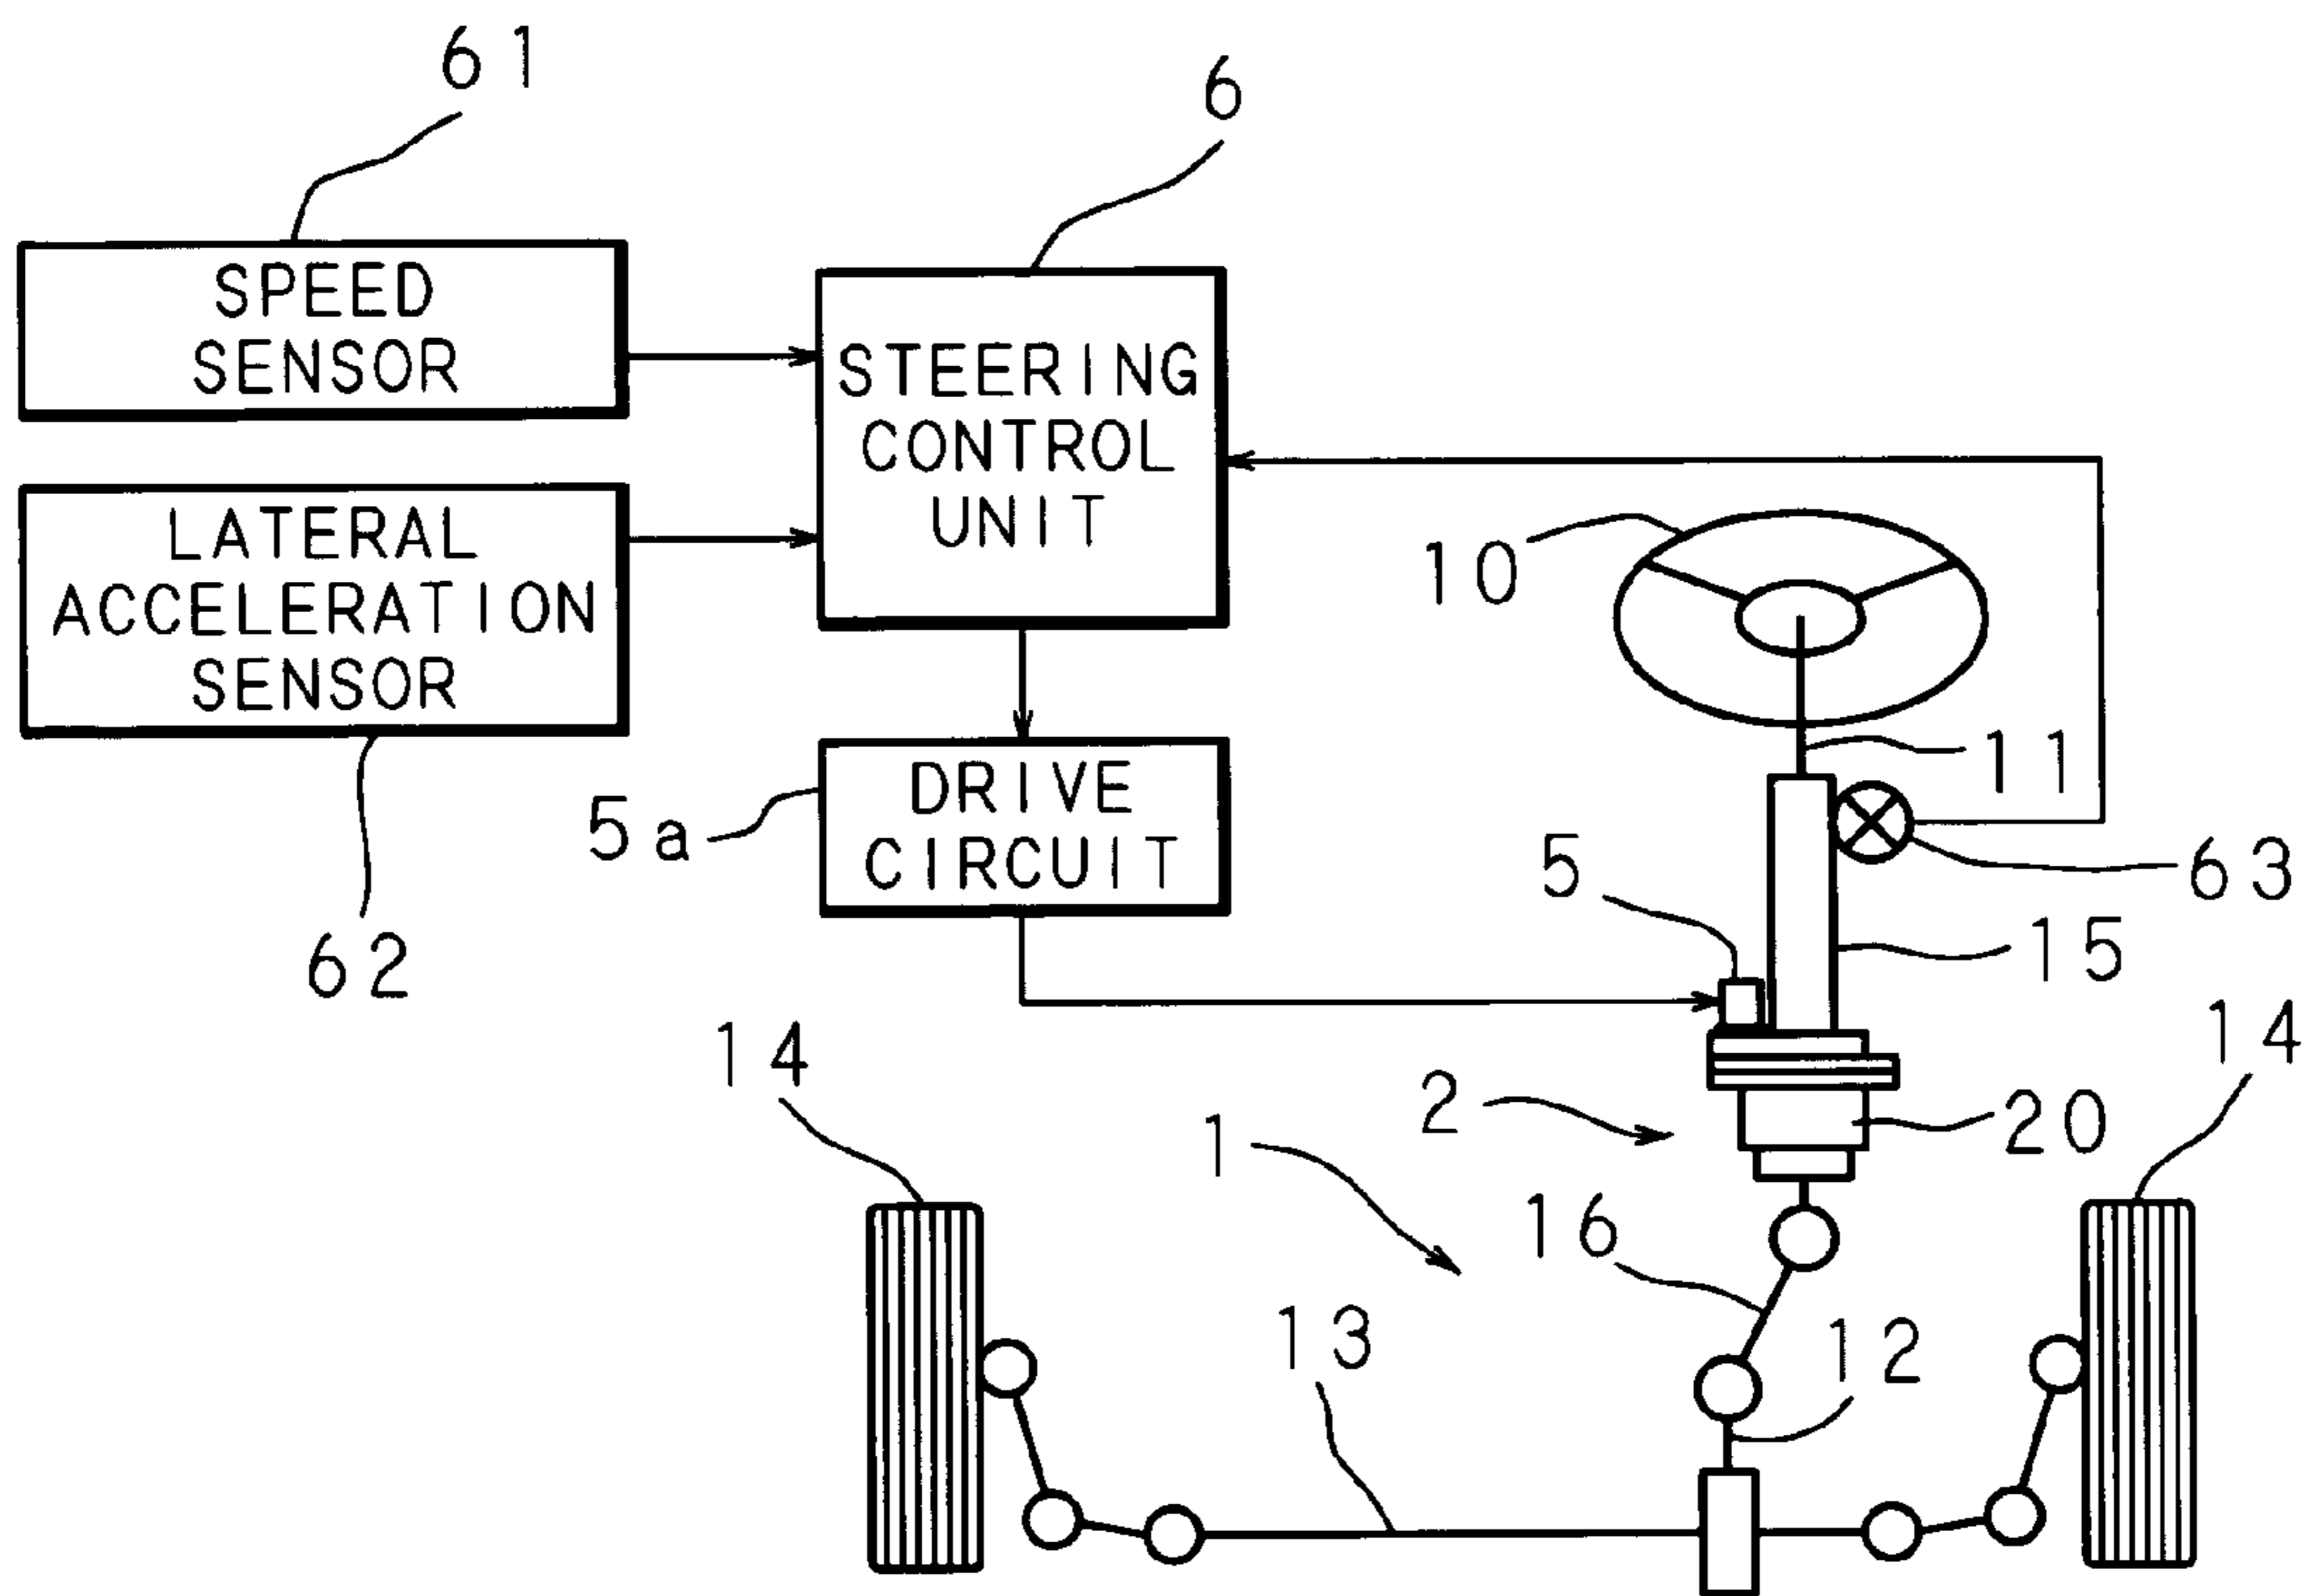 61
6
SPEED
SENSOR
STEERING
CONTROL
UNIT
LATERAL
ACCELERATION
SENSOR
10
11
5a
DRIVE
CIRCUIT
5
63
62
15
14
14
2
20
1
16
13
12